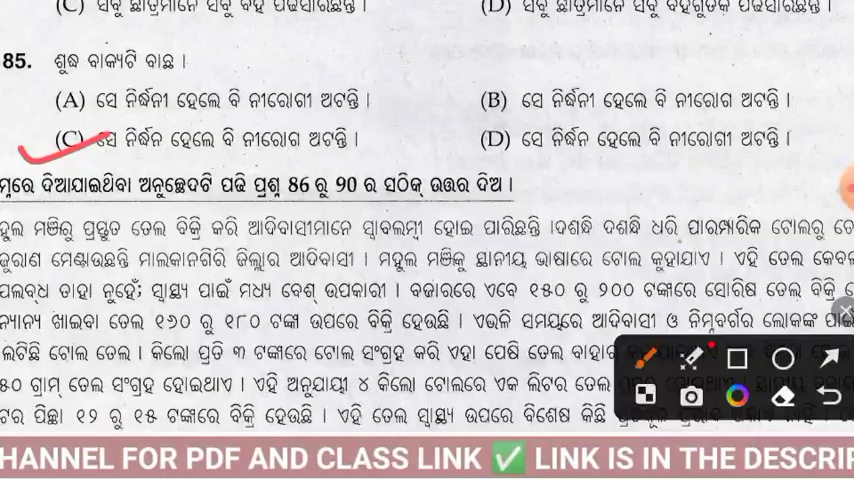 (C) ସବୁ ଛାତ୍ରମାନେ ସବୁ ବହି ପଢିସାରିଛନ୍ତି । (D) ସବୁ ଛାତ୍ରମାନେ ସବୁ ବହିଗୁଡିକ ପଢିସାରିଛନ୍ତି ।
85. ଶୁଦ୍ଧ ବାକ୍ୟଟି ବାଛ ।
(A) ସେ ନିର୍ଦ୍ଧନୀ ହେଲେ ବି ନୀରୋଗୀ ଅଟନ୍ତି । (B) ସେ ନିର୍ଦ୍ଧନୀ ହେଲେ ବି ନୀରୋଗ ଅଟନ୍ତି ।
(C) ସେ ନିର୍ଦ୍ଧନ ହେଲେ ବି ନୀରୋଗ ଅଟନ୍ତି । (D) ସେ ନିର୍ଦ୍ଧନ ହେଲେ ବି ନୀରୋଗୀ ଅଟନ୍ତି ।
ମ୍ନରେ ଦିଆଯାଇଥିବା ଅନୁଚ୍ଛେଦଟି ପଢି ପ୍ରଶ୍ନ 86 ରୁ 90 ର ସଠିକ୍ ଉତ୍ତର ଦିଅ ।
ହୁଲ ମଞ୍ଜିରୁ ପ୍ରସ୍ତୁତ ତେଲ ବିକ୍ରି କରି ଆଦିବାସୀମାନେ ସ୍ଵାବଲମ୍ବୀ ହୋଇ ପାରିଛନ୍ତି ।ଦଶନ୍ଧି ଦଶନ୍ଧି ଧରି ପାରମ୍ପାରିକ ଟୋଲରୁ ତେ
ଜୁରାଣ ମେଣ୍ଟାଉଛନ୍ତି ମାଲକାନଗିରି ଜିଲ୍ଲାର ଆଦିବାସୀ । ମହୁଲ ମଞ୍ଜିକୁ ସ୍ଥାନୀୟ ଭାଷାରେ ଟୋଲ କୁହାଯାଏ । ଏହି ତେଲ କେବଳ
ପଲବ୍ଧ ତାହା ନୁହେଁ; ସ୍ୱାସ୍ଥ୍ୟ ପାଇଁ ମଧ୍ୟ ବେଶ୍ ଉପକାରୀ । ବଜାରରେ ଏବେ ୧୫୦ ରୁ ୨୦୦ ଟଙ୍କାରେ ସୋରିଷ ତେଲ ବିକ୍ରି
ନ୍ୟାନ୍ୟ ଖାଇବା ତେଲ ୧୬୦ ରୁ ୧୮୦ ଟଙ୍କା ଉପରେ ବିକ୍ରି ହେଉଛି । ଏଭଳି ସମୟରେ ଆଦିବାସୀ ଓ ନିମ୍ନବର୍ଗର ଲୋକଙ୍କ ପାଇଁ
ଲଟିଛି ଟୋଲ ତେଲ । କିଲୋ ପ୍ରତି ୩ ଟଙ୍କାରେ ଟୋଲ ସଂଗ୍ରହ କରି ଏହା ପେଷି ତେଲ ବାହାର
୫୦ ଗ୍ରାମ୍ ତେଲ ସଂଗ୍ରହ ହୋଇଥାଏ । ଏହି ଅନୁଯାୟୀ ୪ କିଲୋ ଟୋଲରେ ଏକ ଲିଟର ତେଲ
ଟର ପିଛା ୧୨ ରୁ ୧୫ ଟଙ୍କାରେ ବିକ୍ରି ହେଉଛି । ଏହି ତେଲ ସ୍ୱାସ୍ଥ୍ୟ ଉପରେ ବିଶେଷ କିଛି
HANNEL FOR PDF AND CLASS LINK ✅ LINK IS IN THE DESCRIP